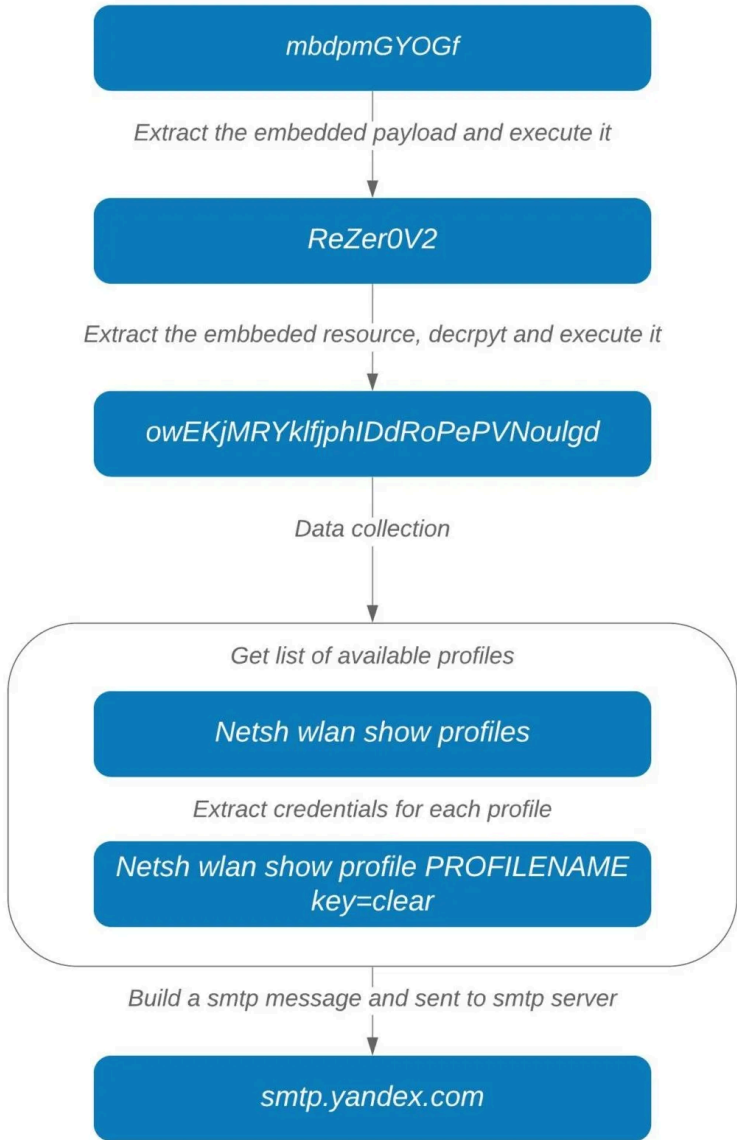 mbdpmGYOGf
Extract the embedded payload and execute it
ReZer0V2
Extract the embbeded resource, decrpyt and execute it
owEKjMRYklfjphIDdRoPePVNoulgd
Data collection
Get list of available profiles
Netsh wlan show profiles
Extract credentials for each profile
Netsh wlan show profile PROFILENAME
key=clear
Build a smtp message and sent to smtp server
smtp.yandex.com